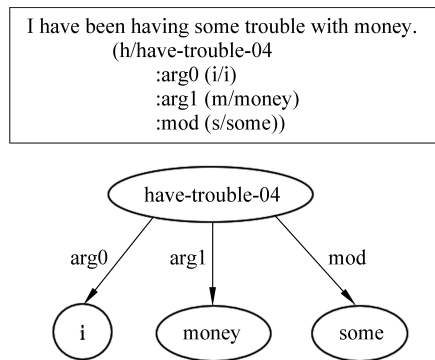 I have been having some trouble with money.
(h/have-trouble-04
:arg0 (i/i)
:arg1 (m/money)
:mod (s/some))
have-trouble-04
arg0 arg1 mod
i money some